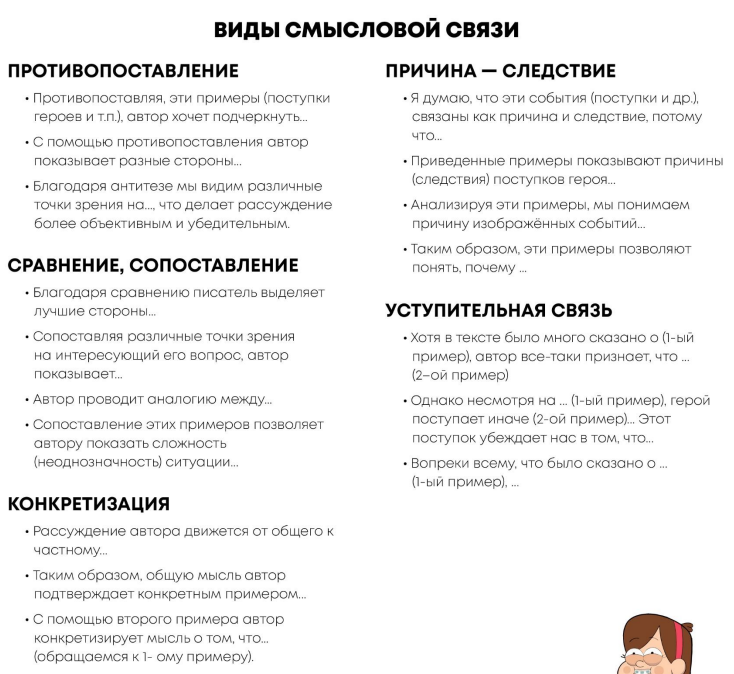 ВИДЫ СМЫСЛОВОЙ СВЯЗИ
ПРОТИВОПОСТАВЛЕНИЕ
• Противопоставляя, эти примеры (поступки
героев и т.п.), автор хочет подчеркнуть...
• С помощью противопоставления автор
показывает разные стороны...
• Благодаря антитезе мы видим различные
точки зрения на..., что делает рассуждение
более объективным и убедительным.
СРАВНЕНИЕ, СОПОСТАВЛЕНИЕ
• Благодаря сравнению писатель выделяет
лучшие стороны...
• Сопоставляя различные точки зрения
на интересующий его вопрос, автор
показывает...
• Автор проводит аналогию между...
• Сопоставление этих примеров позволяет
автору показать сложность
(неоднозначность) ситуации...
КОНКРЕТИЗАЦИЯ
• Рассуждение автора движется от общего к
частному...
• Таким образом, общую мысль автор
подтверждает конкретным примером...
• С помощью второго примера автор
конкретизирует мысль о том, что...
(обращаемся к 1- ому примеру).
ПРИЧИНА — СЛЕДСТВИЕ
• Я думаю, что эти события (поступки и др.),
связаны как причина и следствие, потому
что...
• Приведенные примеры показывают причины
(следствия) поступков героя...
• Анализируя эти примеры, мы понимаем
причину изображённых событий...
• Таким образом, эти примеры позволяют
понять, почему ...
УСТУПИТЕЛЬНАЯ СВЯЗЬ
• Хотя в тексте было много сказано о (1-ый
пример), автор все-таки признает, что ...
(2–ой пример)
• Однако несмотря на ... (1-ый пример), герой
поступает иначе (2-ой пример)... Этот
поступок убеждает нас в том, что...
• Вопреки всему, что было сказано о ...
(1-ый пример), ...